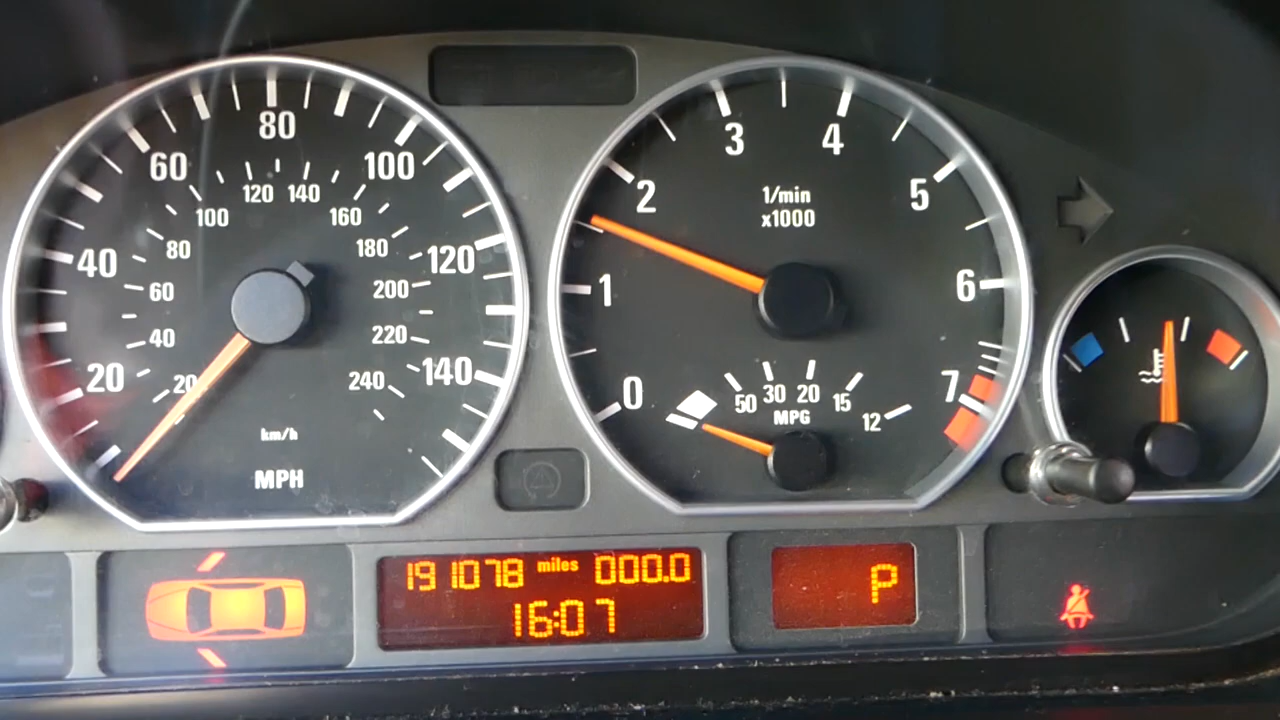 20 40 60 80 100 120 140
20 40 60 80 100 120 140 160 180 200 220 240
km/h
MPH
0 1 2 3 4 5 6 7
1/min
x1000
50 30 20 15 12
MPG
191078 miles 000.0
16:07
P